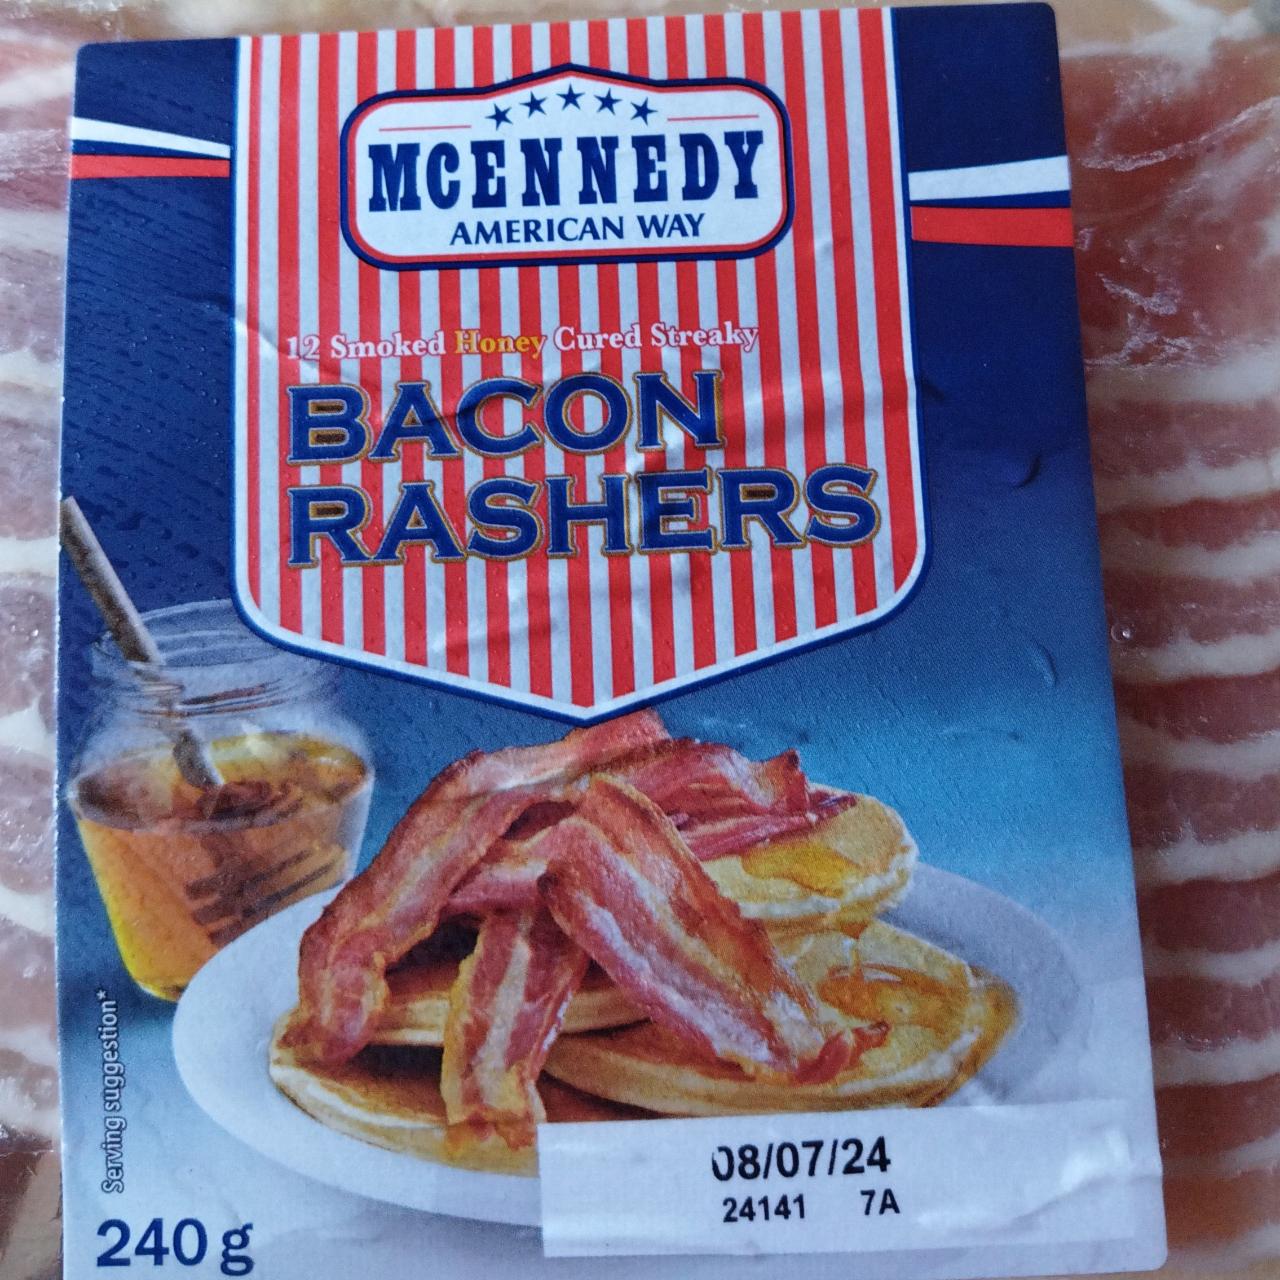 MCENNEDY
AMERICAN WAY
12 Smoked Honey Cured Streaky
BACON
RASHERS
Serving suggestion*
08/07/24
24141 7A
240 g